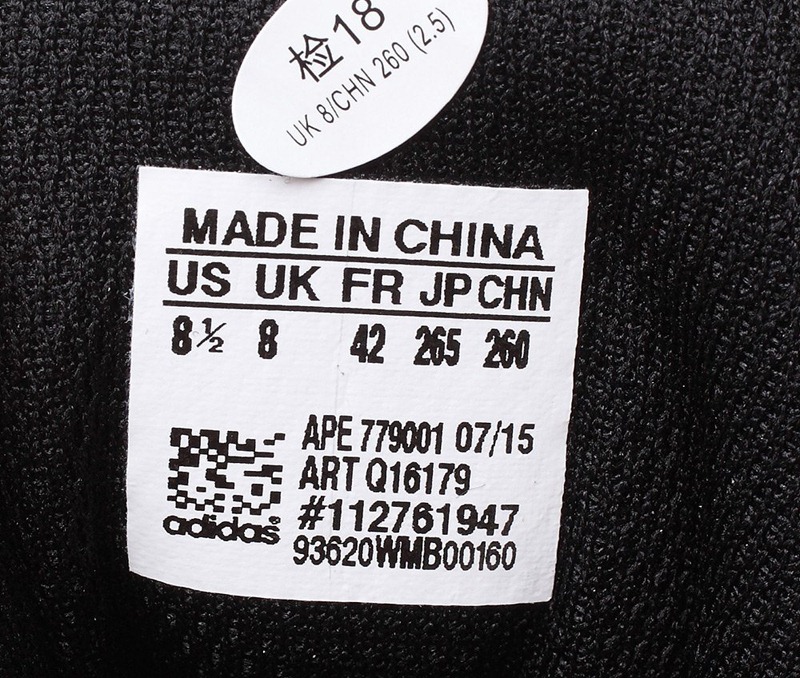 检18
UK 8/CHN 260 (2.5)
MADE IN CHINA
US UK FR JP CHN
8½ 8 42 265 260
APE 779001 07/15
ART Q16179
#112761947
adidas®
93620WMB00160